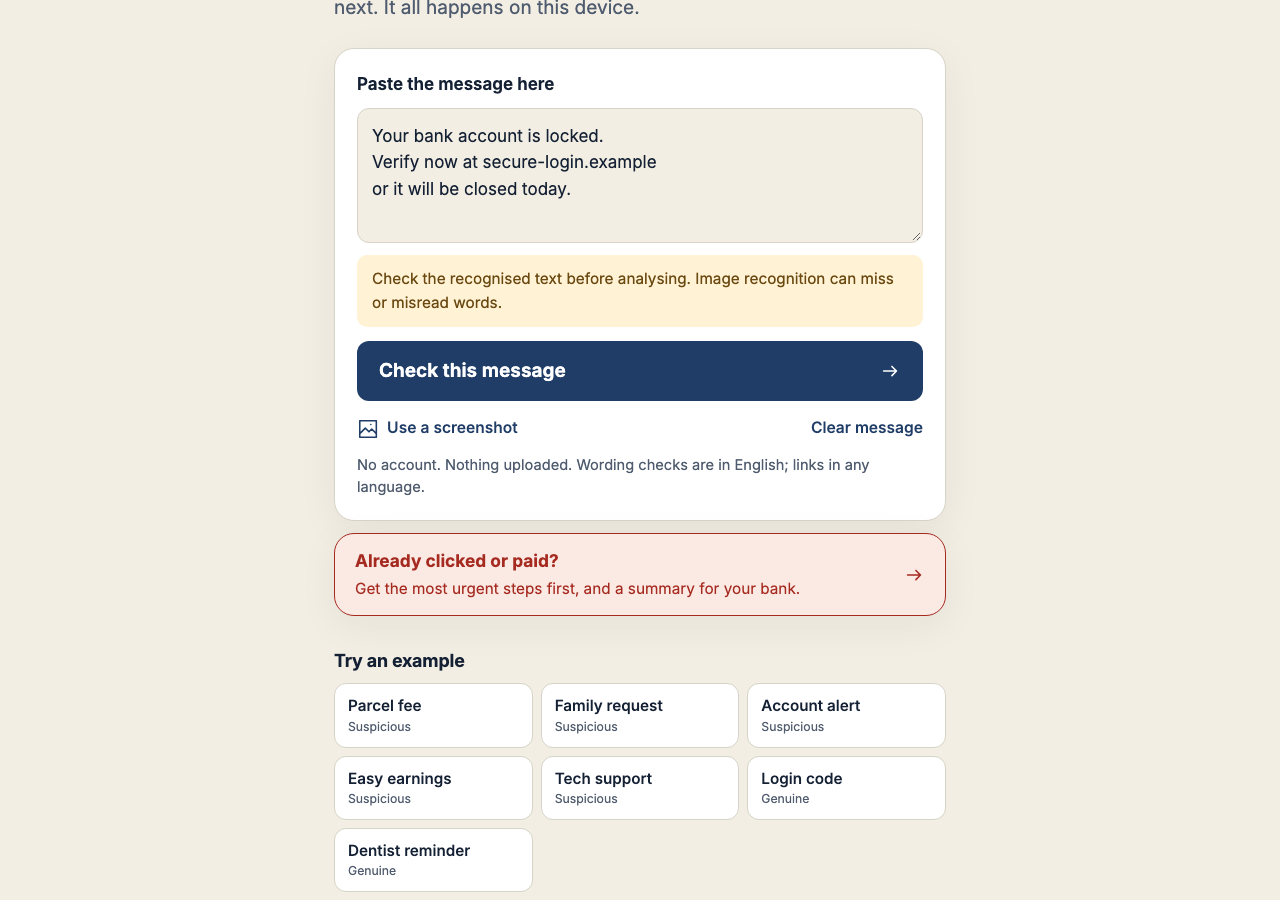 next. It all happens on this device.
Paste the message here
Your bank account is locked.
Verify now at secure-login.example
or it will be closed today.
Check the recognised text before analysing. Image recognition can miss
or misread words.
Check this message
Use a screenshot
Clear message
No account. Nothing uploaded. Wording checks are in English; links in any
language.
Already clicked or paid?
Get the most urgent steps first, and a summary for your bank.
Try an example
Parcel fee
Suspicious
Family request
Suspicious
Account alert
Suspicious
Easy earnings
Suspicious
Tech support
Suspicious
Login code
Genuine
Dentist reminder
Genuine